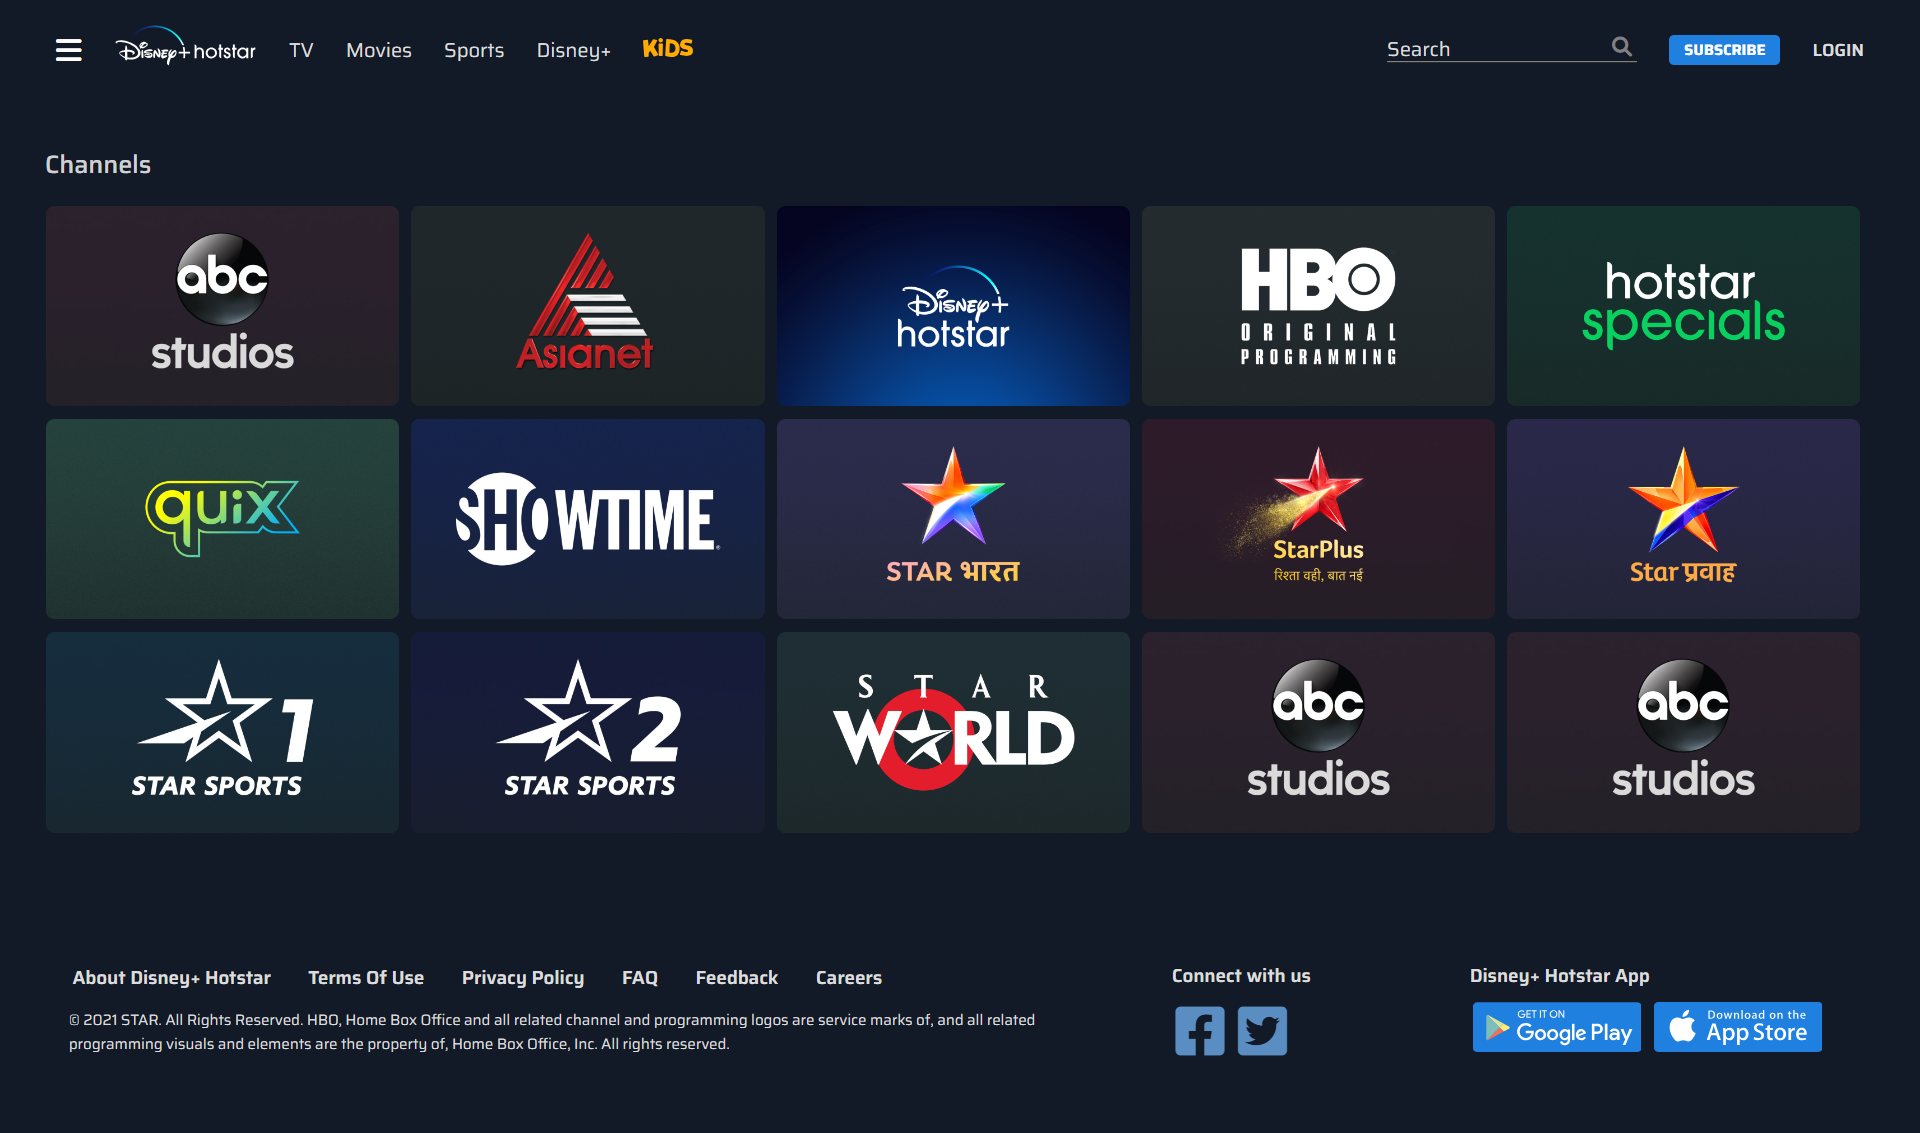 Disney+ hotstar TV Movies Sports Disney+ KiDS Search SUBSCRIBE LOGIN
Channels
abc
studios
Asianet
Disney+
hotstar
HBO
ORIGINAL
PROGRAMMING
hotstar
specials
quix
SHOWTIME
STAR भारत
StarPlus
रिश्ता वही, बात नई
Star प्रवाह
1
STAR SPORTS
2
STAR SPORTS
STAR
WORLD
abc
studios
abc
studios
About Disney+ Hotstar Terms Of Use Privacy Policy FAQ Feedback Careers
© 2021 STAR. All Rights Reserved. HBO, Home Box Office and all related channel and programming logos are service marks of, and all related
programming visuals and elements are the property of, Home Box Office, Inc. All rights reserved.
Connect with us
Disney+ Hotstar App
GET IT ON
Google Play
Download on the
App Store